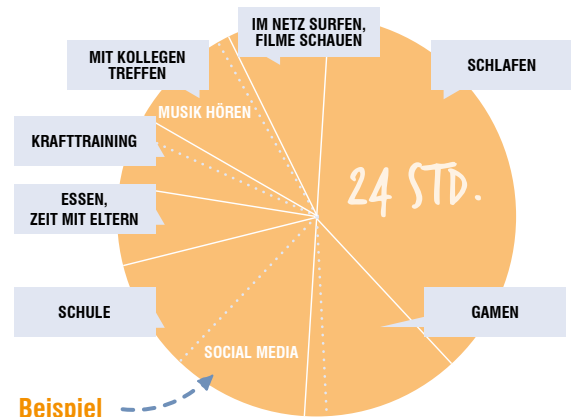 IM NETZ SURFEN,
FILME SCHAUEN
MIT KOLLEGEN
TREFFEN
SCHLAFEN
MUSIK HÖREN
KRAFTTRAINING
24 STD.
ESSEN,
ZEIT MIT ELTERN
SCHULE
GAMEN
SOCIAL MEDIA
Beispiel